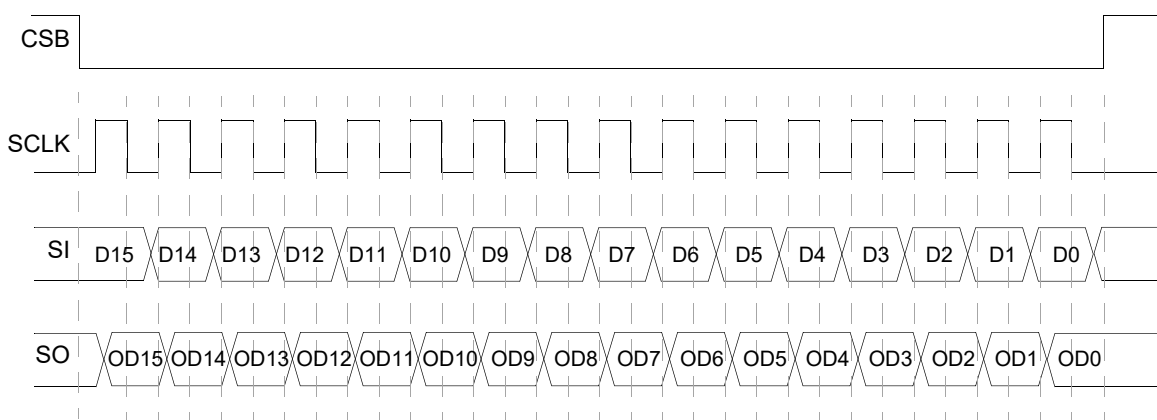 CSB
SCLK
SI D15 D14 D13 D12 D11 D10 D9 D8 D7 D6 D5 D4 D3 D2 D1 D0
SO OD15 OD14 OD13 OD12 OD11 OD10 OD9 OD8 OD7 OD6 OD5 OD4 OD3 OD2 OD1 OD0